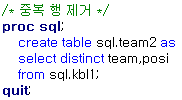 /* 중복 행 제거 */
proc sql;
create table sql.team2 as
select distinct team,posi
from sql.kbl1;
quit;